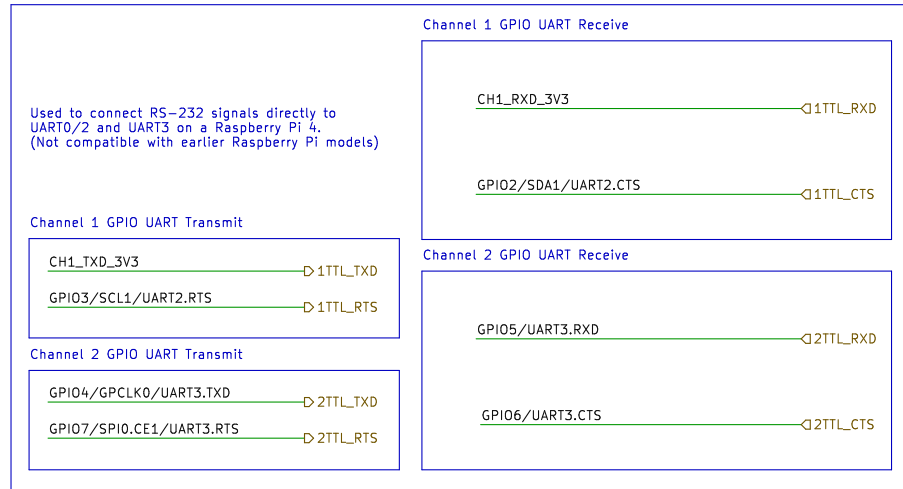 Used to connect RS-232 signals directly to
UART0/2 and UART3 on a Raspberry Pi 4.
(Not compatible with earlier Raspberry Pi models)
Channel 1 GPIO UART Transmit
CH1_TXD_3V3
1TTL_TXD
GPIO3/SCL1/UART2.RTS
1TTL_RTS
Channel 2 GPIO UART Transmit
GPIO4/GPCLK0/UART3.TXD
2TTL_TXD
GPIO7/SPI0.CE1/UART3.RTS
2TTL_RTS
Channel 1 GPIO UART Receive
CH1_RXD_3V3
1TTL_RXD
GPIO2/SDA1/UART2.CTS
1TTL_CTS
Channel 2 GPIO UART Receive
GPIO5/UART3.RXD
2TTL_RXD
GPIO6/UART3.CTS
2TTL_CTS